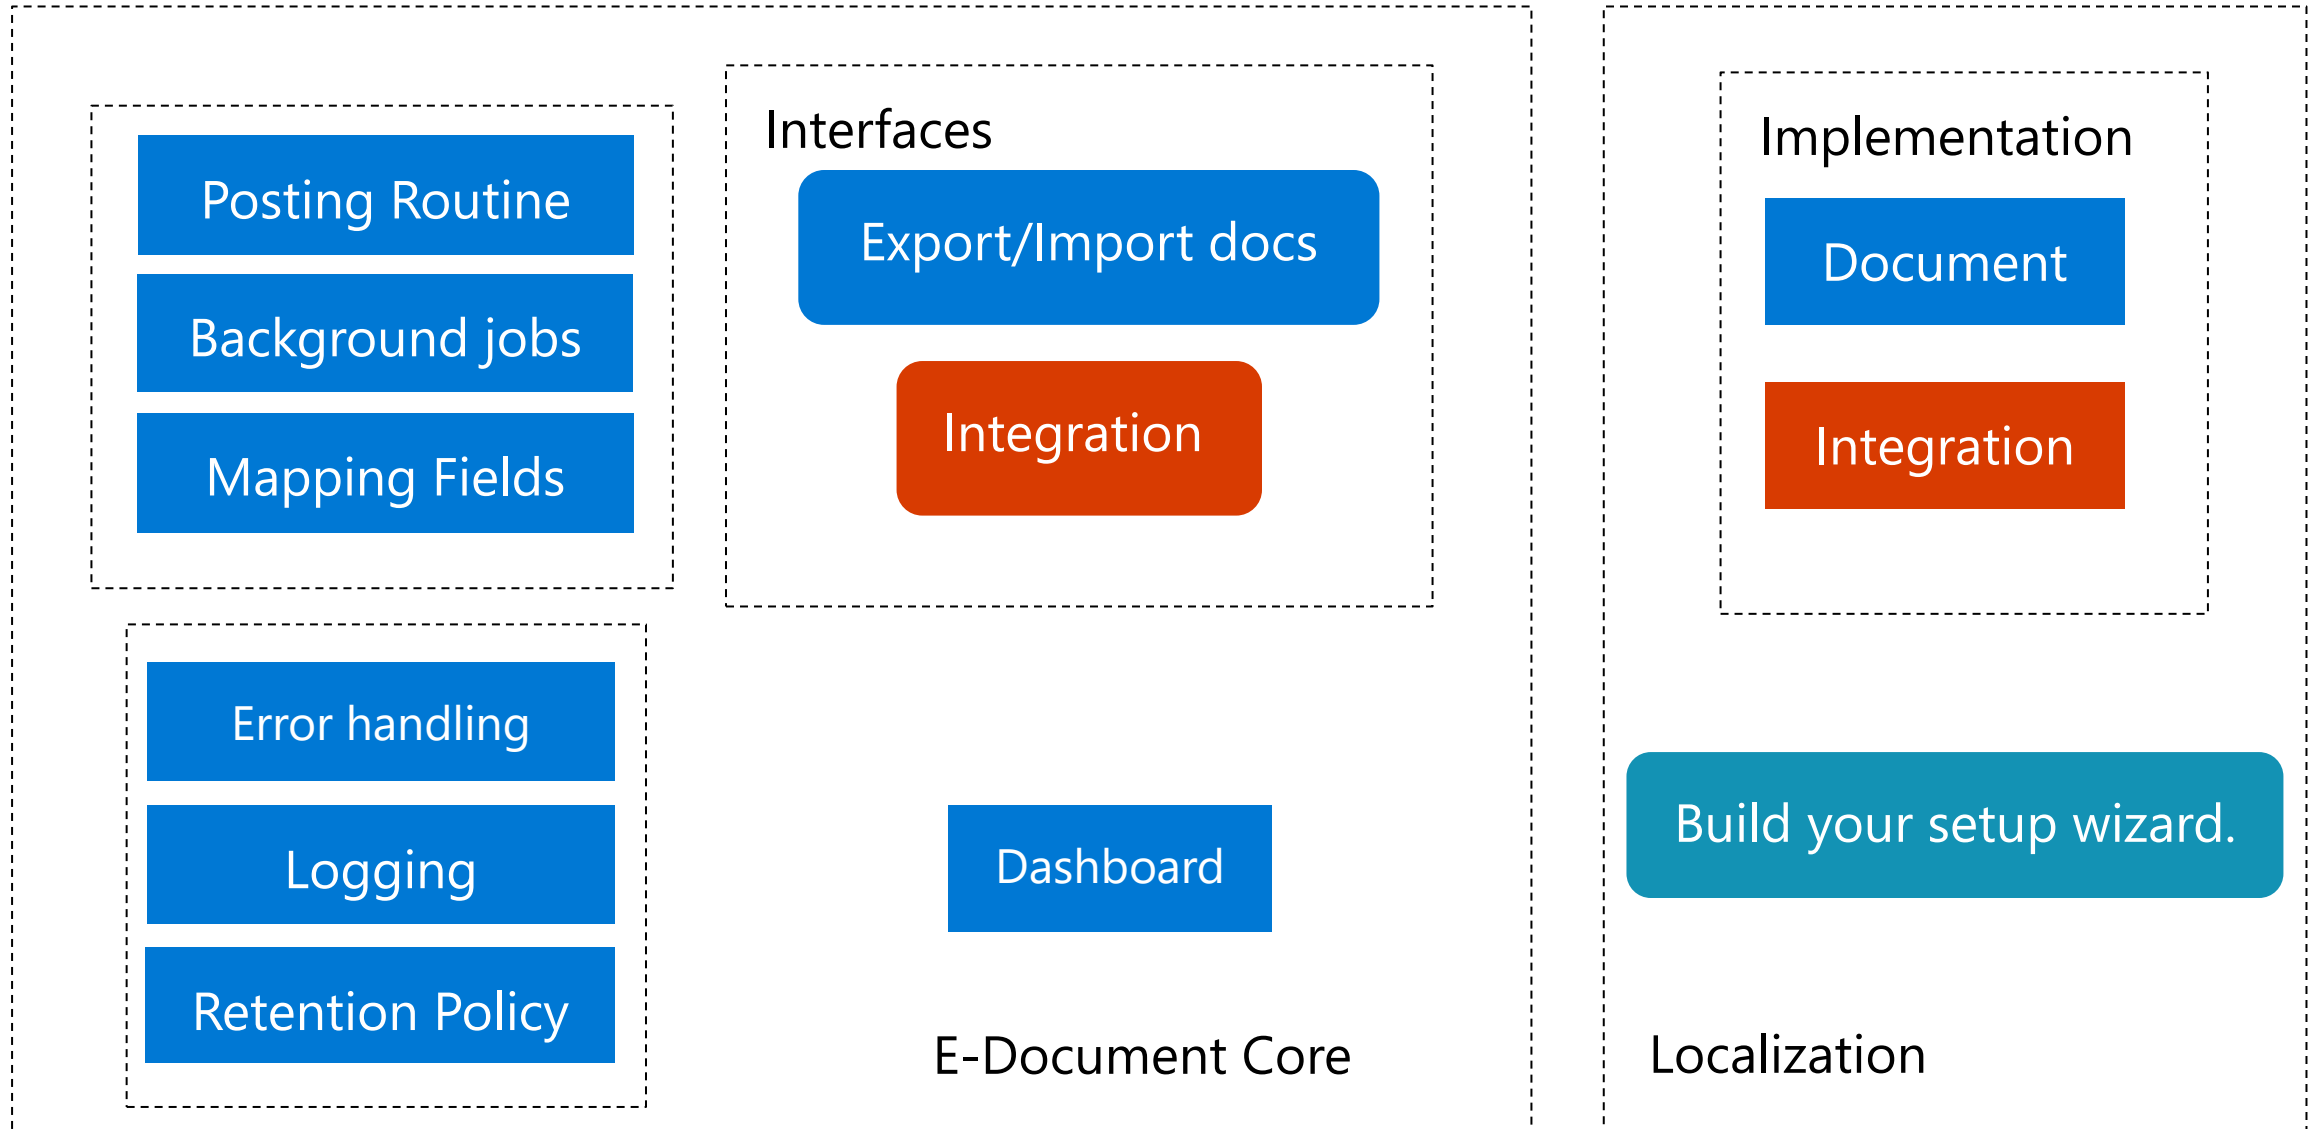 Posting Routine
Background jobs
Mapping Fields
Error handling
Logging
Retention Policy
Interfaces
Export/Import docs
Integration
Dashboard
E-Document Core
Implementation
Document
Integration
Build your setup wizard.
Localization